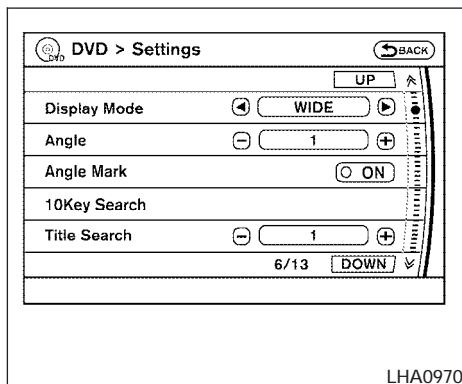 DVD DVD > Settings BACK
UP
Display Mode WIDE
Angle - 1 +
Angle Mark ON
10Key Search
Title Search - 1 +
6/13 DOWN
LHA0970